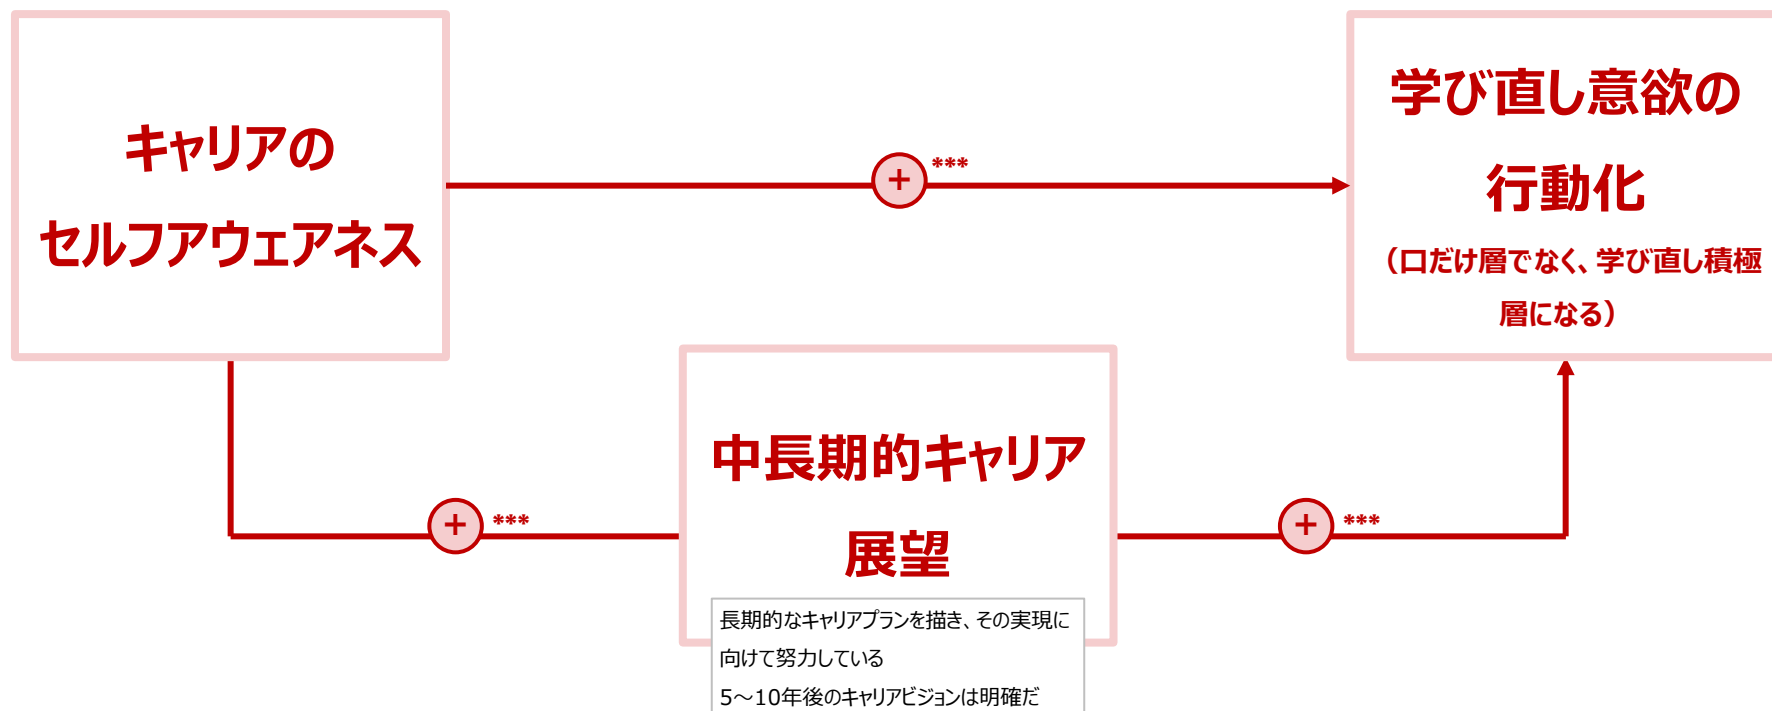 キャリアの
セルフアウェアネス
+ ***
学び直し意欲の
行動化
（口だけ層でなく、学び直し積極
層になる）
+ ***
中長期的キャリア
展望
長期的なキャリアプランを描き、その実現に
向けて努力している
5～10年後のキャリアビジョンは明確だ
+ ***